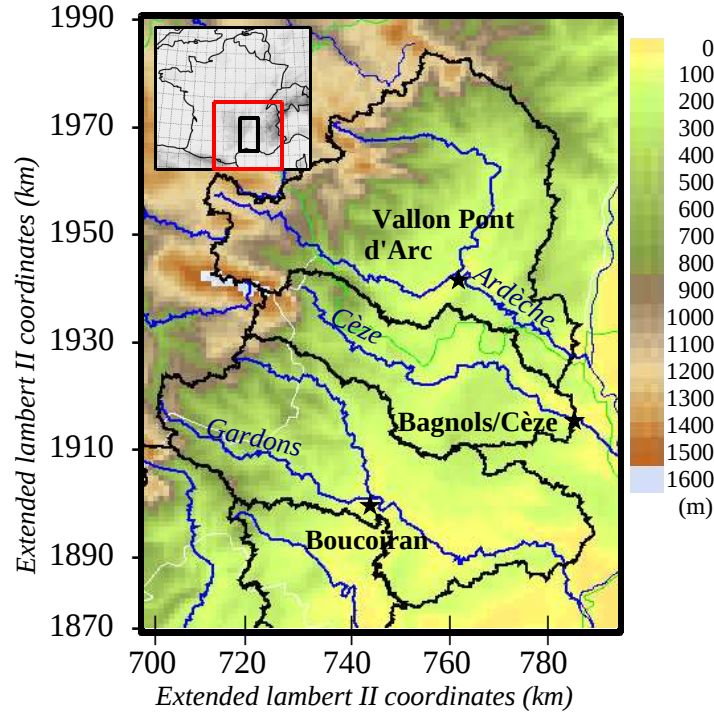 1990
1970
1950
1930
1910
1890
1870
Extended lambert II coordinates (km)
700
720
740
760
780
Extended lambert II coordinates (km)
Vallon Pont
d'Arc
Ardèche
Cèze
Bagnols/Cèze
Gardons
Boucoiran
0
100
200
300
400
500
600
700
800
900
1000
1100
1200
1300
1400
1500
1600
(m)